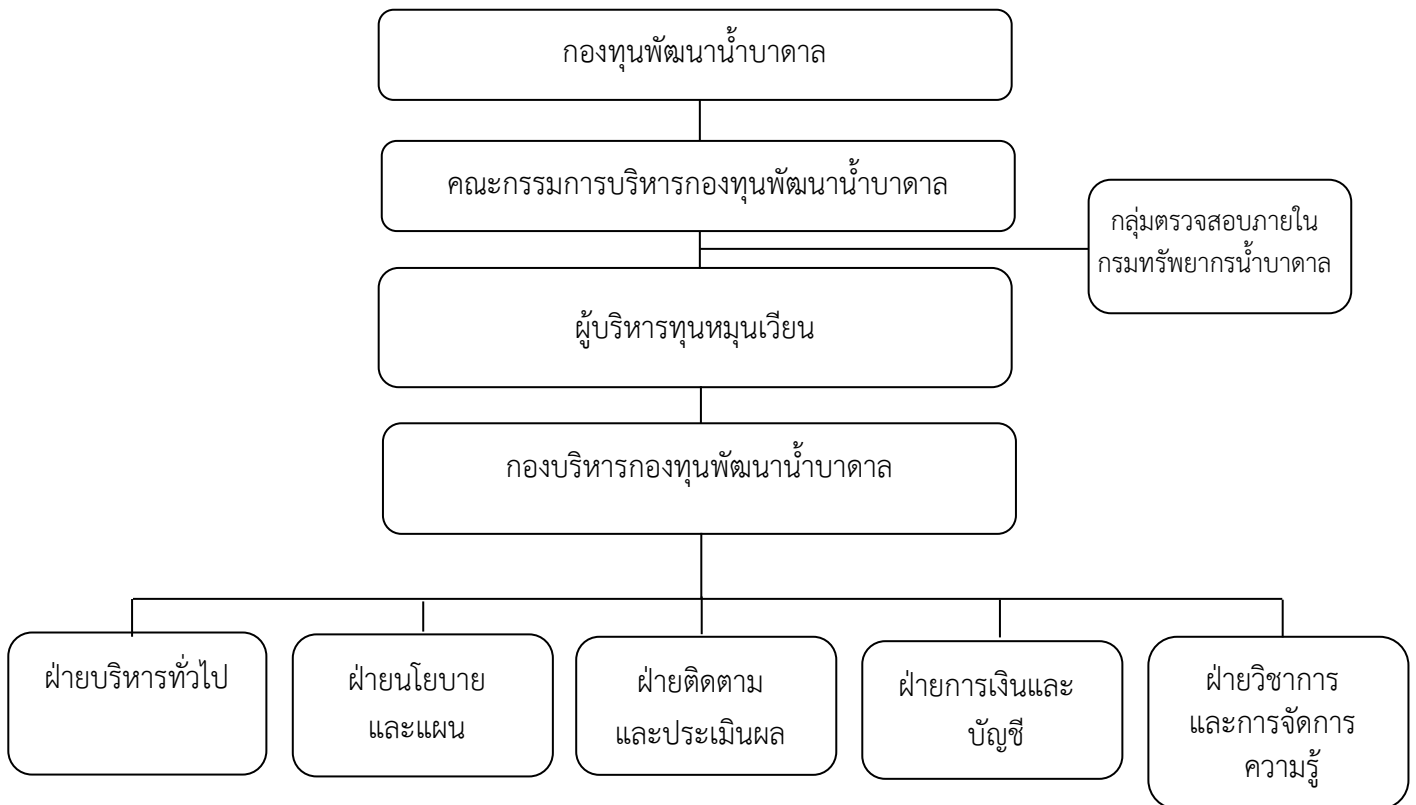 กองทุนพัฒนาน้ำบาดาล
คณะกรรมการบริหารกองทุนพัฒนาน้ำบาดาล
กลุ่มตรวจสอบภายใน
กรมทรัพยากรน้ำบาดาล
ผู้บริหารทุนหมุนเวียน
กองบริหารกองทุนพัฒนาน้ำบาดาล
ฝ่ายบริหารทั่วไป
ฝ่ายนโยบาย
และแผน
ฝ่ายติดตาม
และประเมินผล
ฝ่ายการเงินและ
บัญชี
ฝ่ายวิชาการ
และการจัดการ
ความรู้